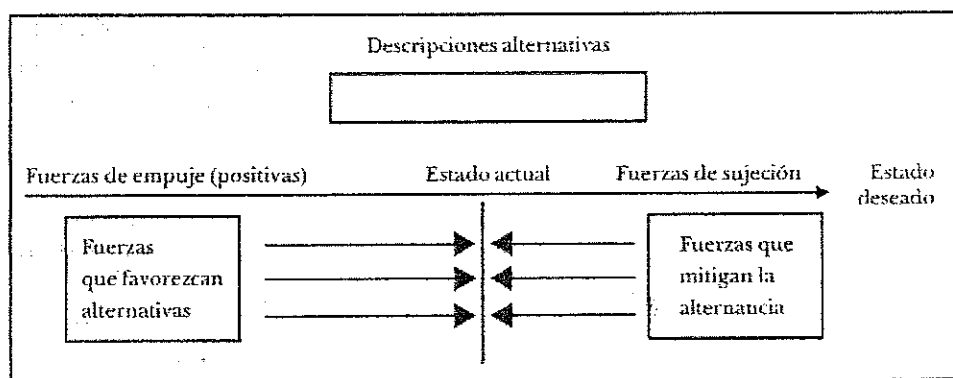 Descripciones alternativas
Fuerzas de empuje (positivas) Estado actual Fuerzas de sujeción Estado
deseado
Fuerzas
que favorezcan
alternativas
Fuerzas que
mitigan la
alternancia